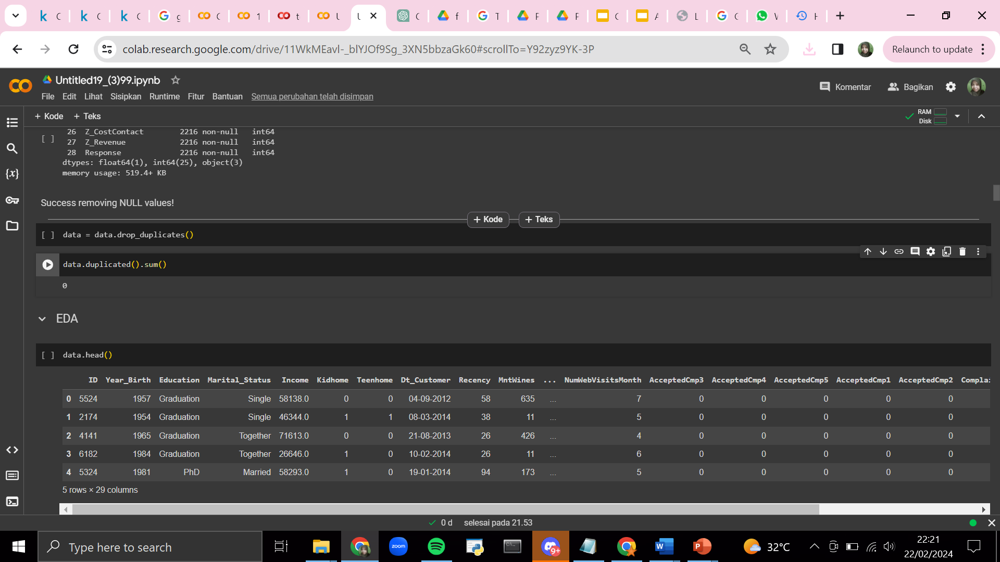 colab.research.google.com/drive/11WkMEavl-_blYJOf9Sg_3XN5bbzaGk60#scrollTo=Y92zyz9YK-3P
Relaunch to update
Untitled19_(3)99.ipynb
File Edit Lihat Sisipkan Runtime Fitur Bantuan Semua perubahan telah disimpan
Komentar Bagikan
+ Kode + Teks
RAM
Disk
26 Z_CostContact 2216 non-null int64
[ ] 27 Z_Revenue 2216 non-null int64
28 Response 2216 non-null int64
dtypes: float64(1), int64(25), object(3)
memory usage: 519.4+ KB
Success removing NULL values!
+ Kode + Teks
[ ] data = data.drop_duplicates()
data.duplicated().sum()
0
EDA
[ ] data.head()
ID Year_Birth Education Marital_Status Income Kidhome Teenhome Dt_Customer Recency MntWines ... NumWebVisitsMonth AcceptedCmp3 AcceptedCmp4 AcceptedCmp5 AcceptedCmp1 AcceptedCmp2 Complai
0 5524 1957 Graduation Single 58138.0 0 0 04-09-2012 58 635 ... 7 0 0 0 0 0
1 2174 1954 Graduation Single 46344.0 1 1 08-03-2014 38 11 ... 5 0 0 0 0 0
2 4141 1965 Graduation Together 71613.0 0 0 21-08-2013 26 426 ... 4 0 0 0 0 0
3 6182 1984 Graduation Together 26646.0 1 0 10-02-2014 26 11 ... 6 0 0 0 0 0
4 5324 1981 PhD Married 58293.0 1 0 19-01-2014 94 173 ... 5 0 0 0 0 0
5 rows × 29 columns
0 d selesai pada 21.53
Type here to search
zoom
9+
32°C
22:21
22/02/2024